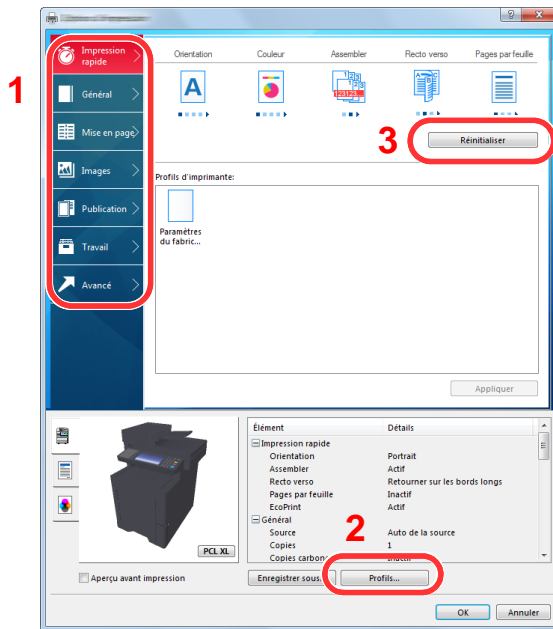 ?
1
Impression
rapide
Général
Mise en page
Images
Publication
Travail
Avancé
Orientation
Couleur
Assembler
Recto verso
Pages par feuille
A
123
123123...
A B C
3
Réinitialiser
Profils d'imprimante:
Paramètres
du fabric...
Appliquer
PCL XL
Aperçu avant impression
Élément Détails
Impression rapide
Orientation Portrait
Assembler Actif
Recto verso Retourner sur les bords longs
Pages par feuille Inactif
EcoPrint Actif
Général
Source Auto de la source
Copies 1
Copies carbone Inactif
2
Enregistrer sous...
Profils...
OK
Annuler